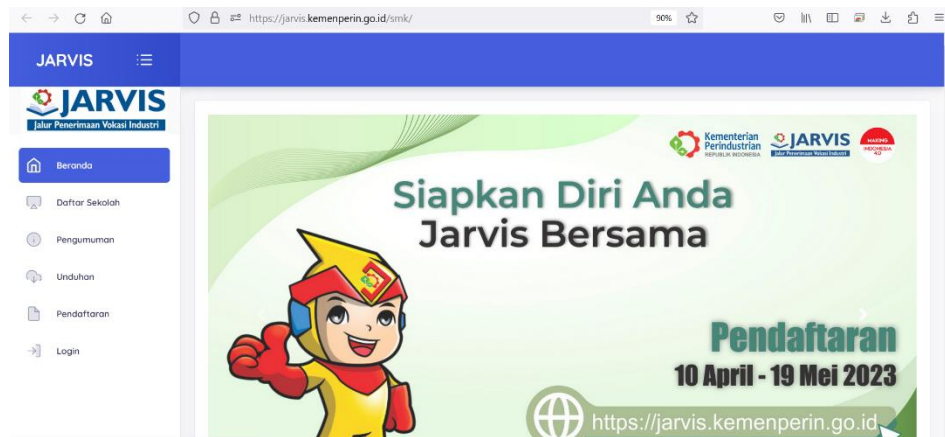 https://jarvis.kemenperin.go.id/smk/
90%
JARVIS
JARVIS
Jalur Penerimaan Vokasi Industri
Beranda
Daftar Sekolah
Pengumuman
Unduhan
Pendaftaran
Login
Kementerian
Perindustrian
REPUBLIK INDONESIA
JARVIS
Jalur Penerimaan Vokasi Industri
MAKING
INDONESIA
4.0
Siapkan Diri Anda
Jarvis Bersama
Pendaftaran
10 April - 19 Mei 2023
https://jarvis.kemenperin.go.id